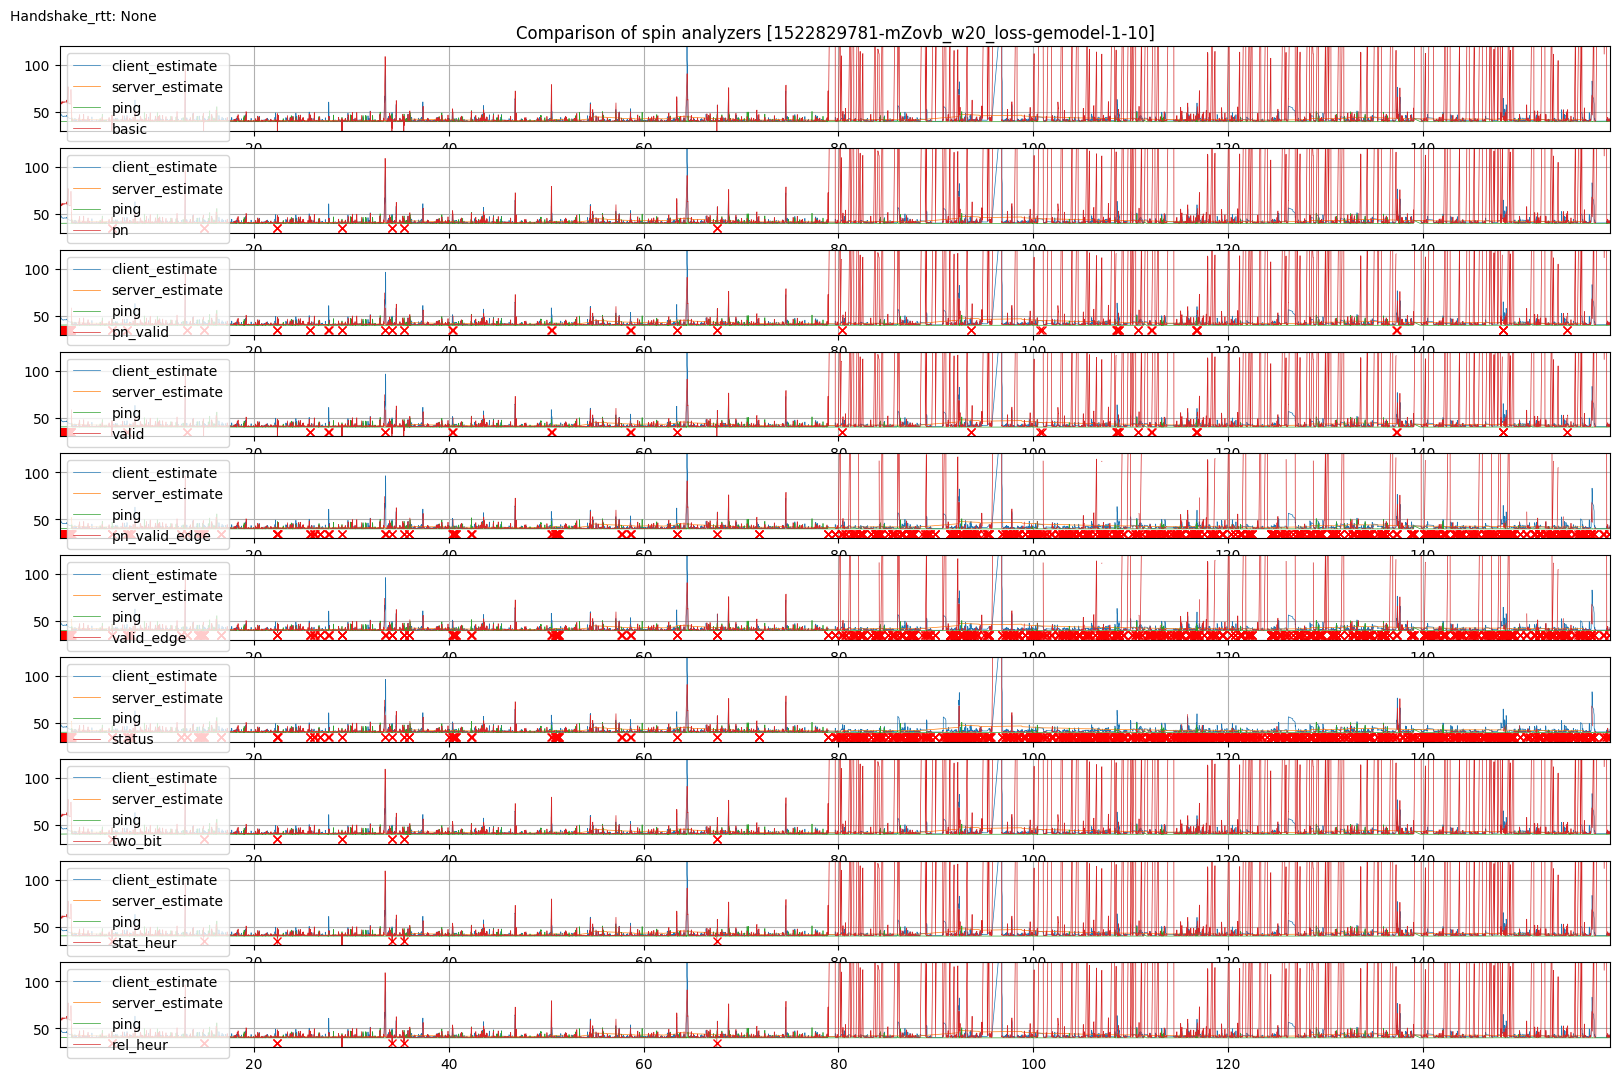 Handshake_rtt: None
Comparison of spin analyzers [1522829781-mZovb_w20_loss-gemodel-1-10]
100
50
client_estimate
server_estimate
ping
basic
20 40 60 80 100 120 140
100
50
client_estimate
server_estimate
ping
pn
20 40 60 80 100 120 140
100
50
client_estimate
server_estimate
ping
pn_valid
20 40 60 80 100 120 140
100
50
client_estimate
server_estimate
ping
valid
20 40 60 80 100 120 140
100
50
client_estimate
server_estimate
ping
pn_valid_edge
20 40 60 80 100 120 140
100
50
client_estimate
server_estimate
ping
valid_edge
20 40 60 80 100 120 140
100
50
client_estimate
server_estimate
ping
status
20 40 60 80 100 120 140
100
50
client_estimate
server_estimate
ping
two_bit
20 40 60 80 100 120 140
100
50
client_estimate
server_estimate
ping
stat_heur
20 40 60 80 100 120 140
100
50
client_estimate
server_estimate
ping
rel_heur
20 40 60 80 100 120 140